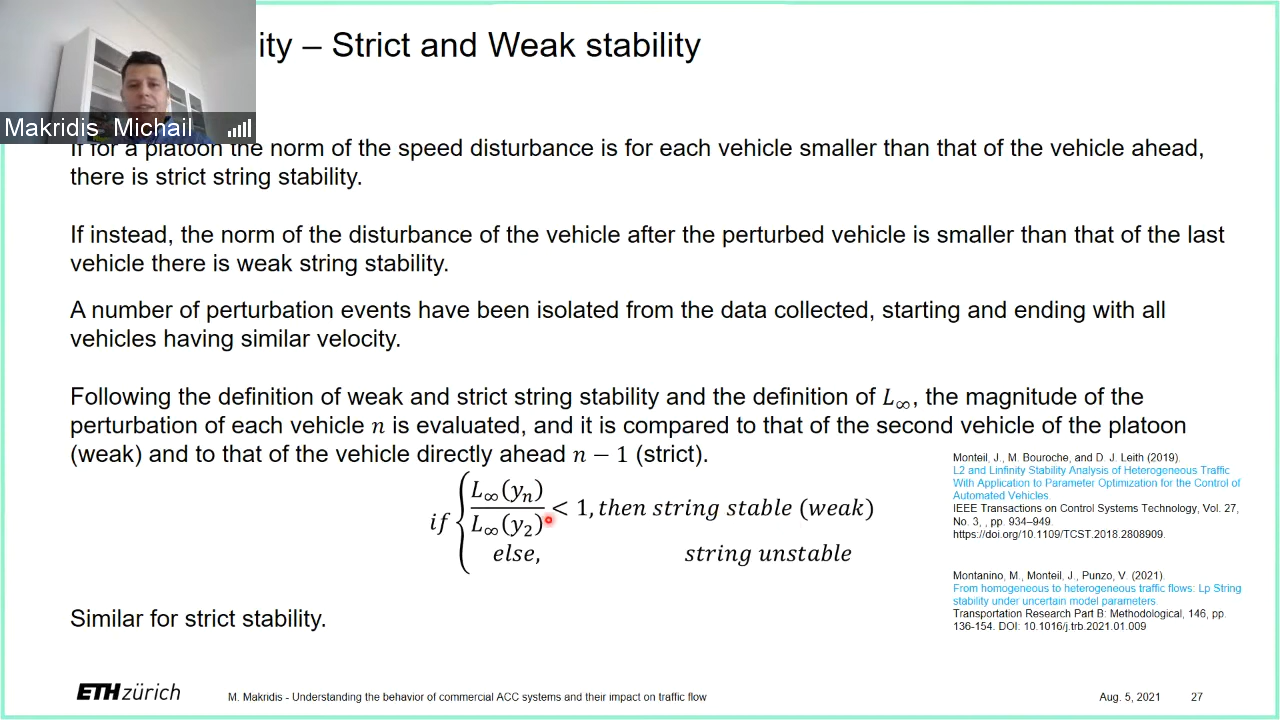 ity – Strict and Weak stability
Makridis Michail
If for a platoon the norm of the speed disturbance is for each vehicle smaller than that of the vehicle ahead,
there is strict string stability.
If instead, the norm of the disturbance of the vehicle after the perturbed vehicle is smaller than that of the last
vehicle there is weak string stability.
A number of perturbation events have been isolated from the data collected, starting and ending with all
vehicles having similar velocity.
Following the definition of weak and strict string stability and the definition of L∞, the magnitude of the
perturbation of each vehicle n is evaluated, and it is compared to that of the second vehicle of the platoon
(weak) and to that of the vehicle directly ahead n − 1 (strict).
if { L∞(yn) / L∞(y2) < 1, then string stable (weak)
else, string unstable
Similar for strict stability.
Monteil, J., M. Bouroche, and D. J. Leith (2019).
L2 and Linfinity Stability Analysis of Heterogeneous Traffic
With Application to Parameter Optimization for the Control of
Automated Vehicles.
IEEE Transactions on Control Systems Technology, Vol. 27,
No. 3, , pp. 934–949.
https://doi.org/10.1109/TCST.2018.2808909.
Montanino, M., Monteil, J., Punzo, V. (2021).
From homogeneous to heterogeneous traffic flows: Lp String
stability under uncertain model parameters.
Transportation Research Part B: Methodological, 146, pp.
136-154. DOI: 10.1016/j.trb.2021.01.009
ETH zürich
M. Makridis - Understanding the behavior of commercial ACC systems and their impact on traffic flow
Aug. 5, 2021
27